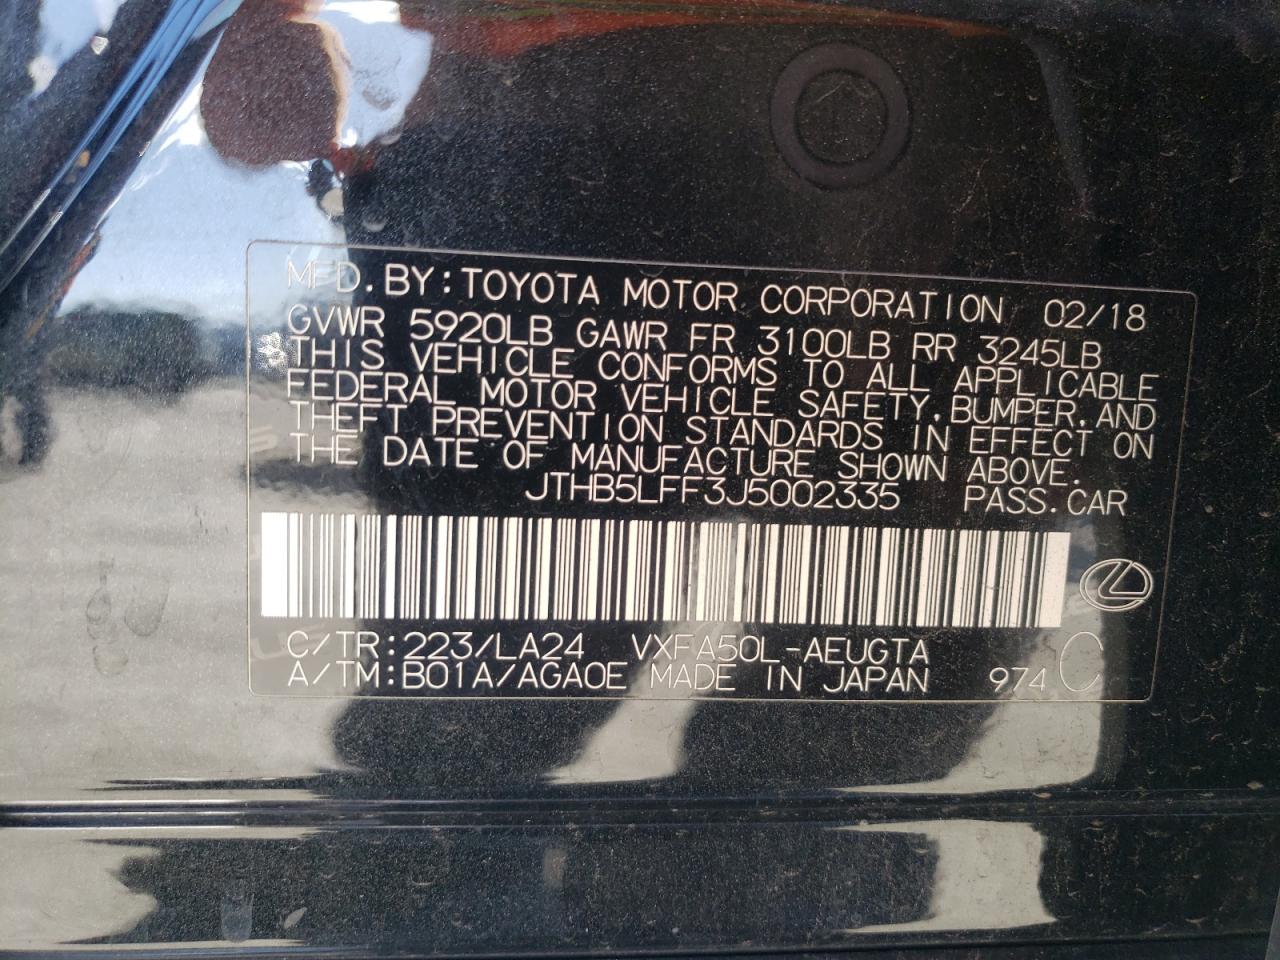 MFD. BY: TOYOTA MOTOR CORPORATION 02/18
GVWR 5920LB GAWR FR 3100LB RR 3245LB
THIS VEHICLE CONFORMS TO ALL APPLICABLE
FEDERAL MOTOR VEHICLE SAFETY, BUMPER, AND
THEFT PREVENTION STANDARDS IN EFFECT ON
THE DATE OF MANUFACTURE SHOWN ABOVE.
JTHB5LFF3J5002335 PASS. CAR
C/TR: 223/LA24 VXFA50L-AEUGTA
A/TM: B01A/AGA0E MADE IN JAPAN 974 C